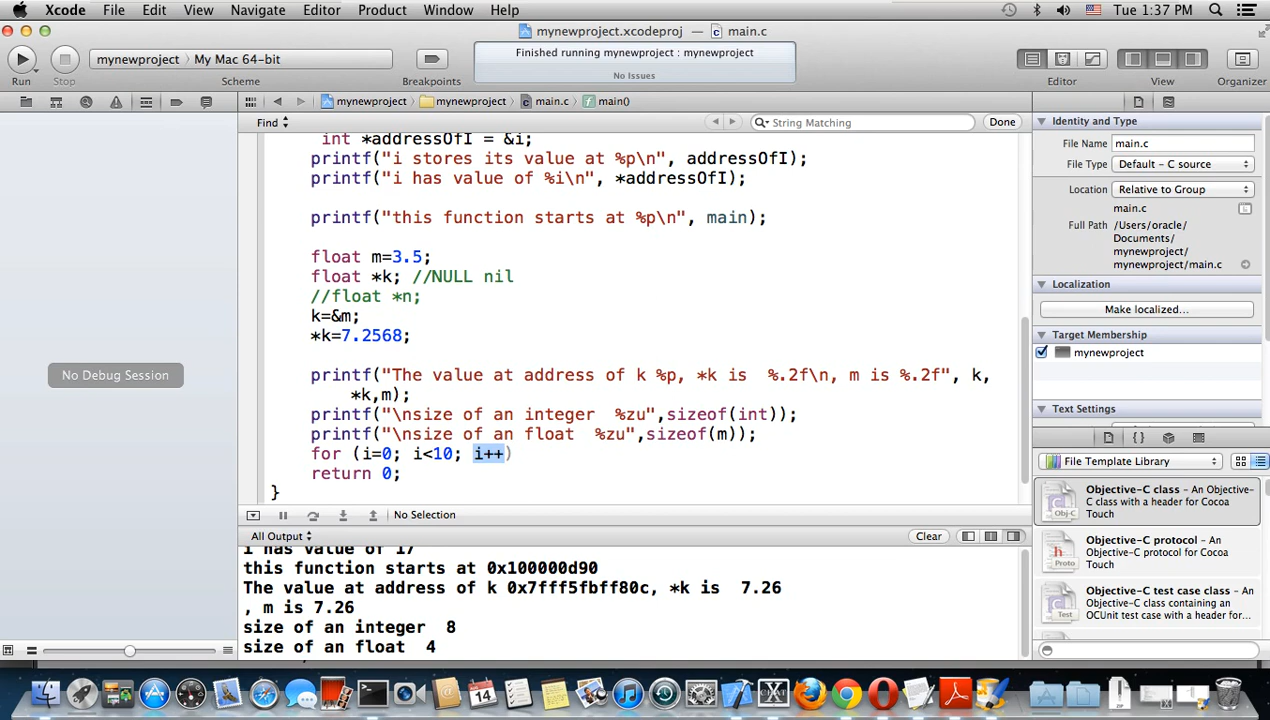 Xcode File Edit View Navigate Editor Product Window Help Tue 1:37 PM
mynewproject.xcodeproj — main.c
mynewproject My Mac 64-bit
Finished running mynewproject : mynewproject
No Issues
Run Stop Scheme Breakpoints Editor View Organizer
mynewproject mynewproject main.c main()
Find String Matching Done
int *addressOfI = &i;
printf("i stores its value at %p\n", addressOfI);
printf("i has value of %i\n", *addressOfI);
printf("this function starts at %p\n", main);
float m=3.5;
float *k; //NULL nil
//float *n;
k=&m;
*k=7.2568;
printf("The value at address of k %p, *k is  %.2f\n, m is %.2f", k,
*k,m);
printf("\nsize of an integer  %zu",sizeof(int));
printf("\nsize of an float  %zu",sizeof(m));
for (i=0; i<10; i++)
return 0;
}
No Debug Session
No Selection
All Output Clear
i has value of 17
this function starts at 0x100000d90
The value at address of k 0x7fff5fbff80c, *k is  7.26
, m is 7.26
size of an integer  8
size of an float  4
Identity and Type
File Name main.c
File Type Default - C source
Location Relative to Group
main.c
Full Path /Users/oracle/
Documents/
mynewproject/
mynewproject/main.c
Localization
Make localized...
Target Membership
mynewproject
Text Settings
File Template Library
Objective-C class - An Objective-
C class with a header for Cocoa
Touch
Obj-C
Objective-C protocol - An
Objective-C protocol for Cocoa
Touch
Proto
Objective-C test case class - An
Objective-C class containing an
OCUnit test case with a header fo...
Test
JUL
14